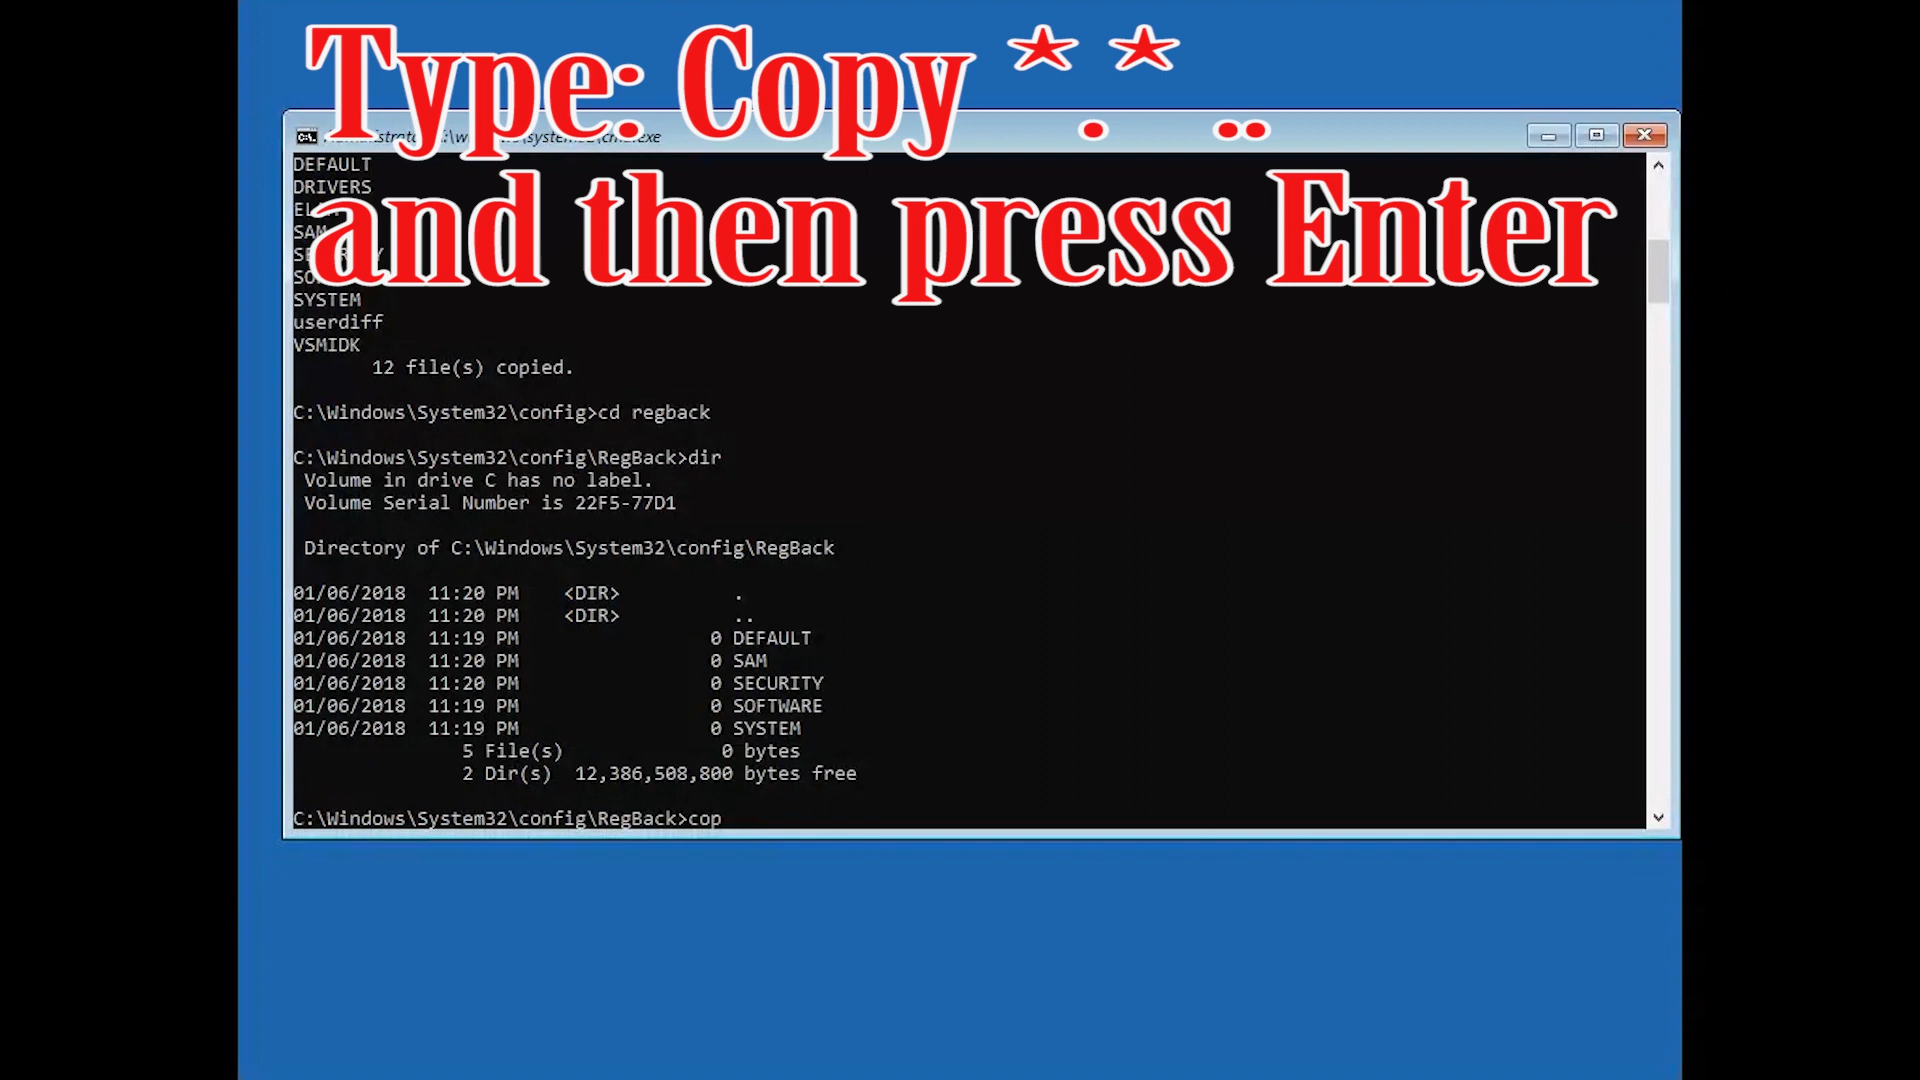 Type: Copy *.* ..
and then press Enter
DEFAULT
DRIVERS
SYSTEM
userdiff
VSMIDK
12 file(s) copied.
C:\Windows\System32\config>cd regback
C:\Windows\System32\config\RegBack>dir
Volume in drive C has no label.
Volume Serial Number is 22F5-77D1
Directory of C:\Windows\System32\config\RegBack
01/06/2018 11:20 PM <DIR> .
01/06/2018 11:20 PM <DIR> ..
01/06/2018 11:19 PM 0 DEFAULT
01/06/2018 11:20 PM 0 SAM
01/06/2018 11:20 PM 0 SECURITY
01/06/2018 11:19 PM 0 SOFTWARE
01/06/2018 11:19 PM 0 SYSTEM
5 File(s) 0 bytes
2 Dir(s) 12,386,508,800 bytes free
C:\Windows\System32\config\RegBack>cop